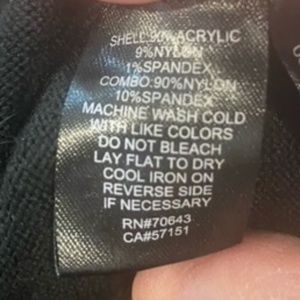 SHELL:90%ACRYLIC
9%NYLON
1%SPANDEX
COMBO:90%NYLON
10%SPANDEX
MACHINE WASH COLD
WITH LIKE COLORS
DO NOT BLEACH
LAY FLAT TO DRY
COOL IRON ON
REVERSE SIDE
IF NECESSARY
RN#70643
CA#57151